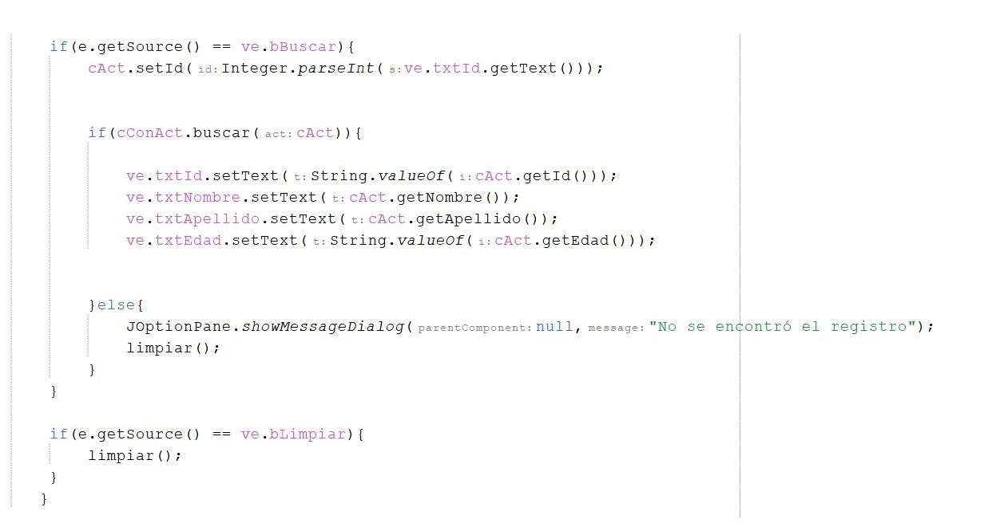 if(e.getSource() == ve.bBuscar){
cAct.setId( id: Integer.parseInt( s: ve.txtId.getText()));
if(cConAct.buscar( act: cAct)){
ve.txtId.setText( t: String.valueOf( i: cAct.getId()));
ve.txtNombre.setText( t: cAct.getNombre());
ve.txtApellido.setText( t: cAct.getApellido());
ve.txtEdad.setText( t: String.valueOf( i: cAct.getEdad()));
}else{
JOptionPane.showMessageDialog( parentComponent: null, message: "No se encontró el registro");
limpiar();
}
}
if(e.getSource() == ve.bLimpiar){
limpiar();
}
}